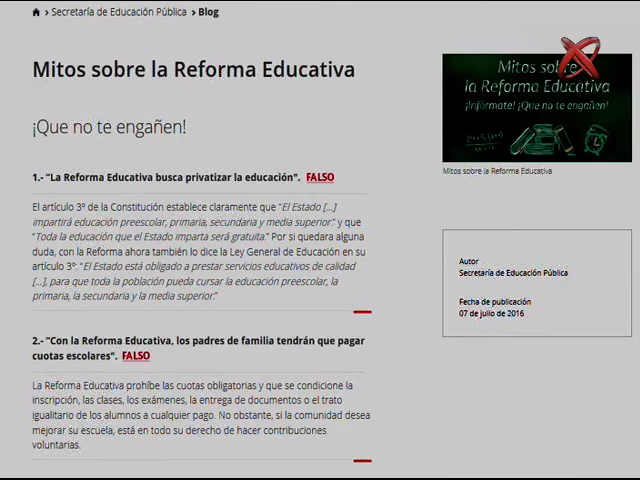 Secretaría de Educación Pública > Blog
Mitos sobre la Reforma Educativa
¡Que no te engañen!
1.- "La Reforma Educativa busca privatizar la educación". FALSO
El artículo 3º de la Constitución establece claramente que "El Estado [...]
impartirá educación preescolar, primaria, secundaria y media superior." y que
"Toda la educación que el Estado imparta será gratuita." Por si quedara alguna
duda, con la Reforma ahora también lo dice la Ley General de Educación en su
artículo 3º: "El Estado está obligado a prestar servicios educativos de calidad
[...], para que toda la población pueda cursar la educación preescolar, la
primaria, la secundaria y la media superior."
2.- "Con la Reforma Educativa, los padres de familia tendrán que pagar
cuotas escolares". FALSO
La Reforma Educativa prohíbe las cuotas obligatorias y que se condicione la
inscripción, las clases, los exámenes, la entrega de documentos o el trato
igualitario de los alumnos a cualquier pago. No obstante, si la comunidad desea
mejorar su escuela, está en todo su derecho de hacer contribuciones
voluntarias.
Mitos sobre
la Reforma Educativa
¡Infórmate! ¡Que no te engañen!
Mitos sobre la Reforma Educativa
Autor
Secretaría de Educación Pública
Fecha de publicación
07 de julio de 2016